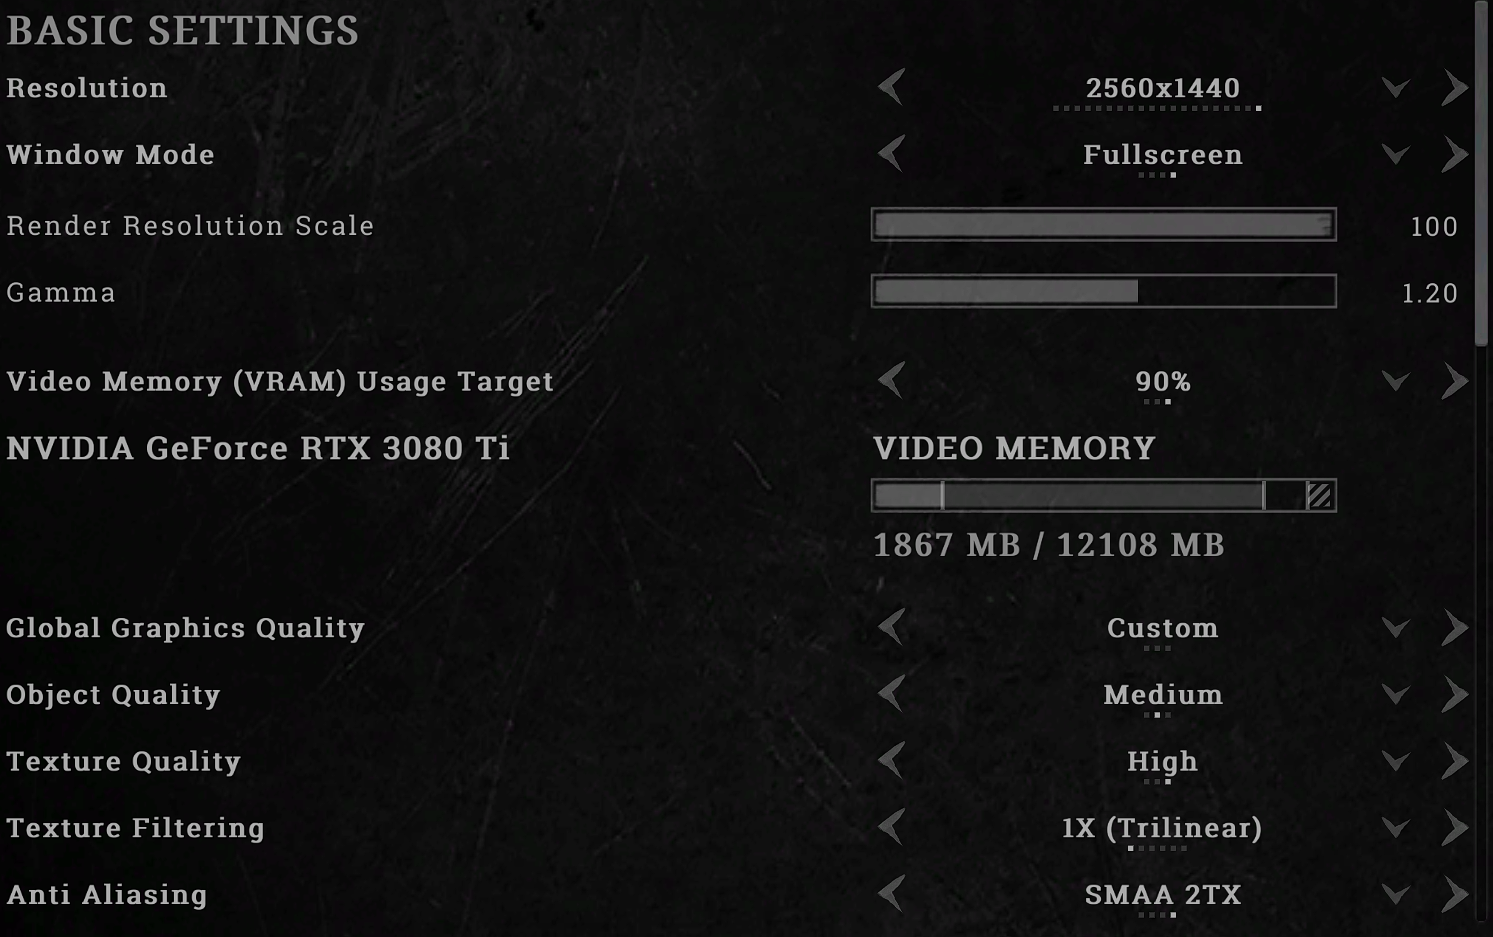 BASIC SETTINGS
Resolution 2560x1440
Window Mode Fullscreen
Render Resolution Scale 100
Gamma 1.20
Video Memory (VRAM) Usage Target 90%
NVIDIA GeForce RTX 3080 Ti VIDEO MEMORY
1867 MB / 12108 MB
Global Graphics Quality Custom
Object Quality Medium
Texture Quality High
Texture Filtering 1X (Trilinear)
Anti Aliasing SMAA 2TX